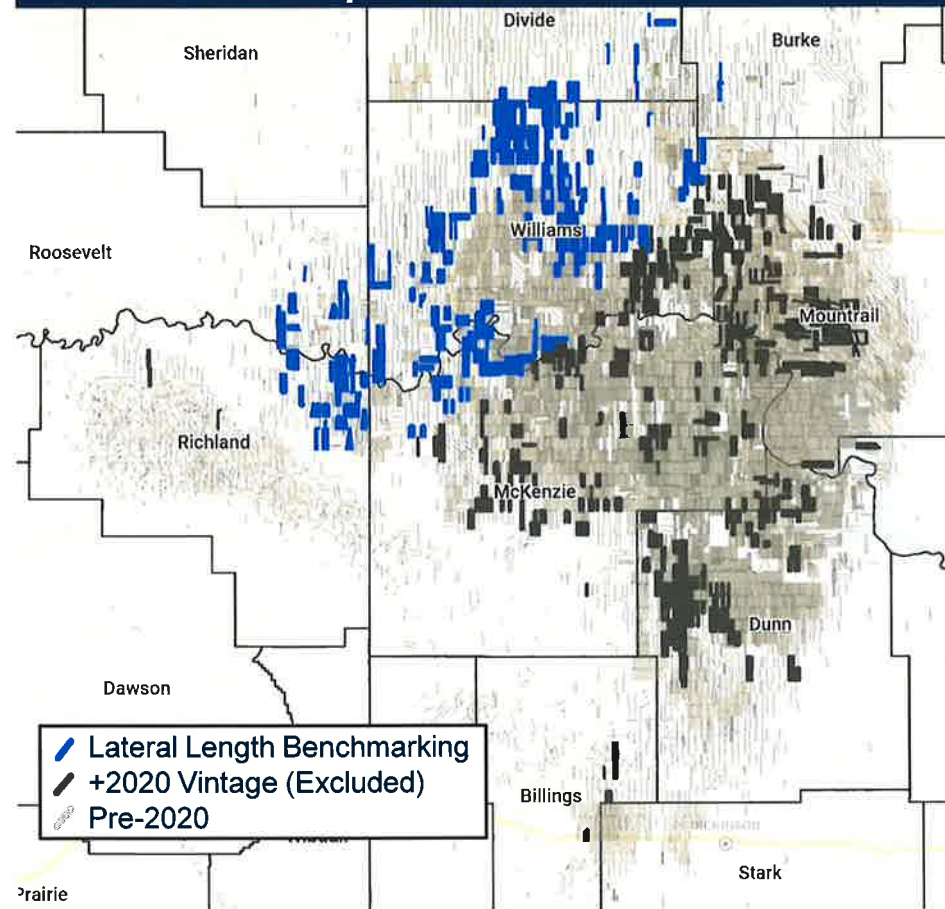 Divide
Burke
Sheridan
Williams
Roosevelt
Mountrail
Richland
McKenzie
Dunn
Dawson
Lateral Length Benchmarking
+2020 Vintage (Excluded)
Pre-2020
Billings
Dickinson
Stark
Prairie